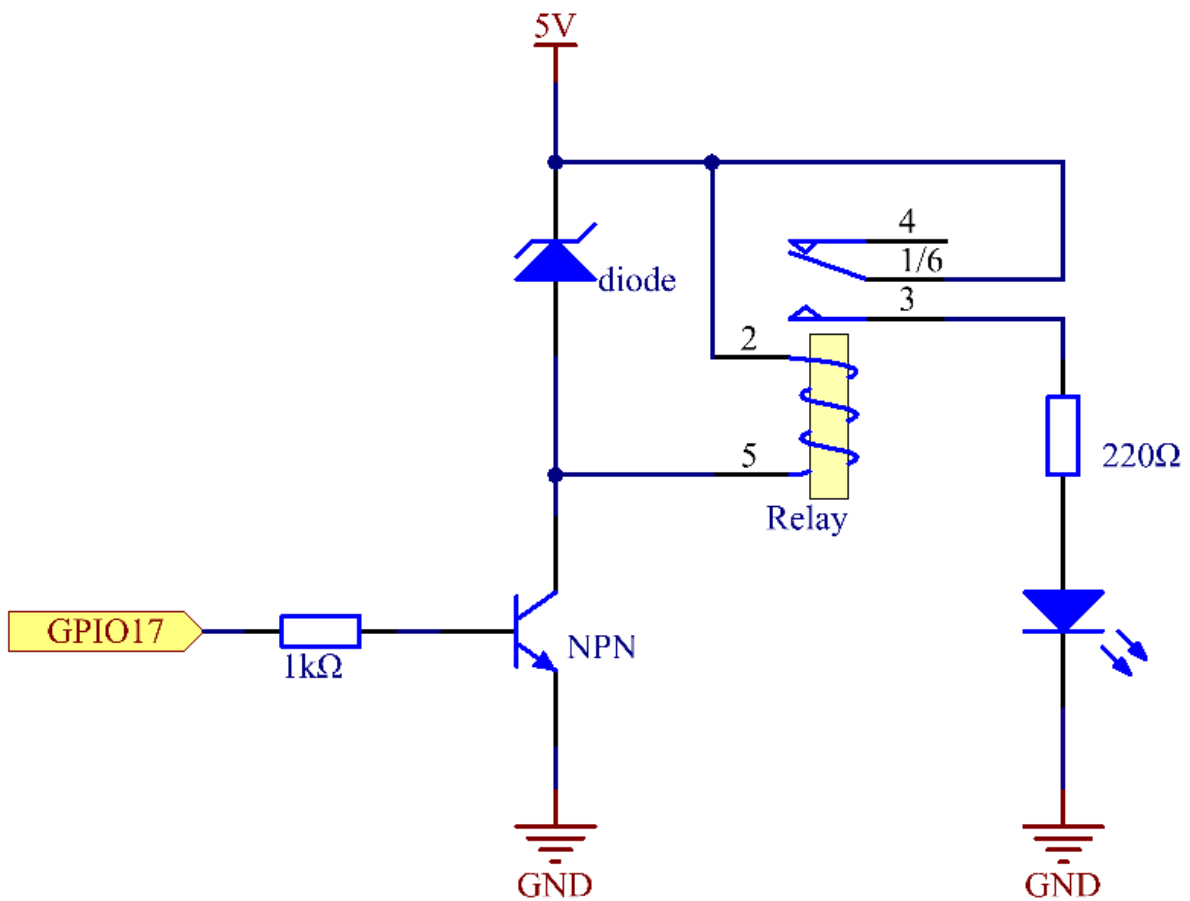 5V
4
1/6
diode
3
2
5
220Ω
Relay
GPIO17
NPN
1kΩ
GND
GND